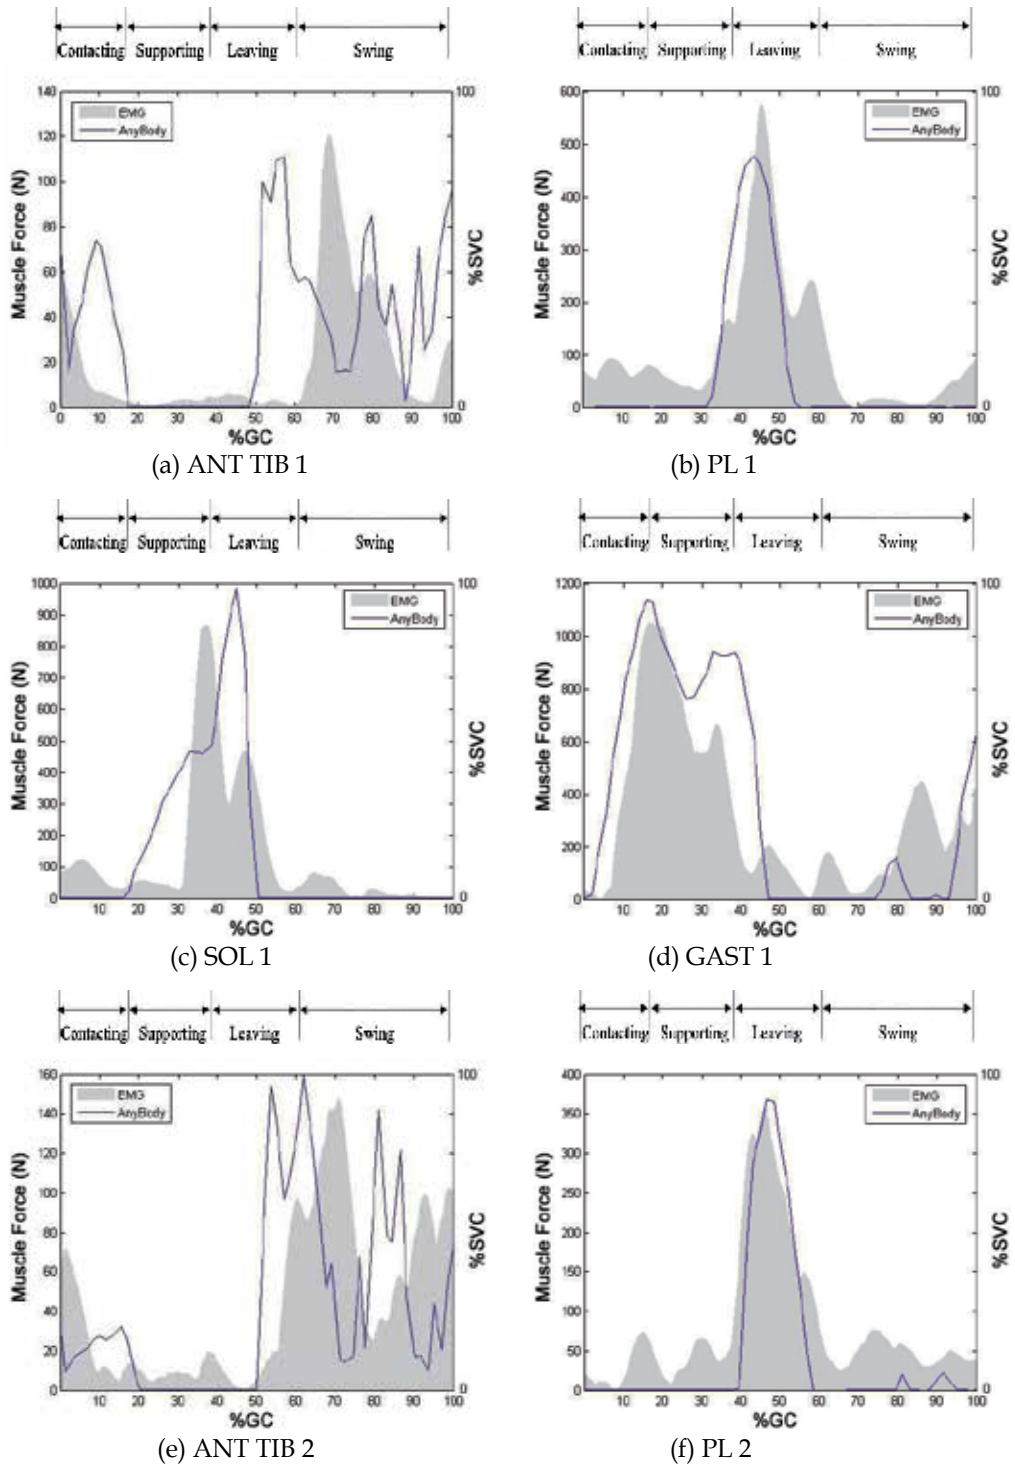 Contacting Supporting Leaving Swing
EMG
AnyBody
Muscle Force (N)
140
120
100
80
60
40
20
0
100
0
%SVC
0 10 20 30 40 50 60 70 80 90 100
%GC
(a) ANT TIB 1
Contacting Supporting Leaving Swing
EMG
AnyBody
Muscle Force (N)
600
500
400
300
200
100
0
100
0
%SVC
10 20 30 40 50 60 70 80 90 100
%GC
(b) PL 1
Contacting Supporting Leaving Swing
EMG
AnyBody
Muscle Force (N)
1000
900
800
700
600
500
400
300
200
100
0
100
0
%SVC
10 20 30 40 50 60 70 80 90 100
%GC
(c) SOL 1
Contacting Supporting Leaving Swing
EMG
AnyBody
Muscle Force (N)
1200
1000
800
600
400
200
0
100
0
%SVC
10 20 30 40 50 60 70 80 90 100
%GC
(d) GAST 1
Contacting Supporting Leaving Swing
EMG
AnyBody
Muscle Force (N)
160
140
120
100
80
60
40
20
0
100
0
%SVC
10 20 30 40 50 60 70 80 90 100
%GC
(e) ANT TIB 2
Contacting Supporting Leaving Swing
EMG
AnyBody
Muscle Force (N)
400
350
300
250
200
150
100
50
0
100
0
%SVC
10 20 30 40 50 60 70 80 90 100
%GC
(f) PL 2